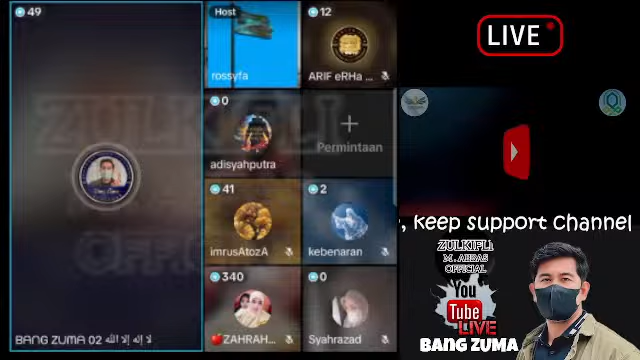 49
Host
12
rossyfa
ARIF eRHa ...
0
adisyahputra
Permintaan
41
2
imrusAtozA
kebenaran
340
0
ZAHRAH...
Syahrazad
BANG ZUMA 02 لا إله إلا الله
ZULKIFLI
LIVE
, keep support channel
ZULKIFLI
M. ABBAS
OFFICIAL
You
Tube
LIVE
BANG ZUMA